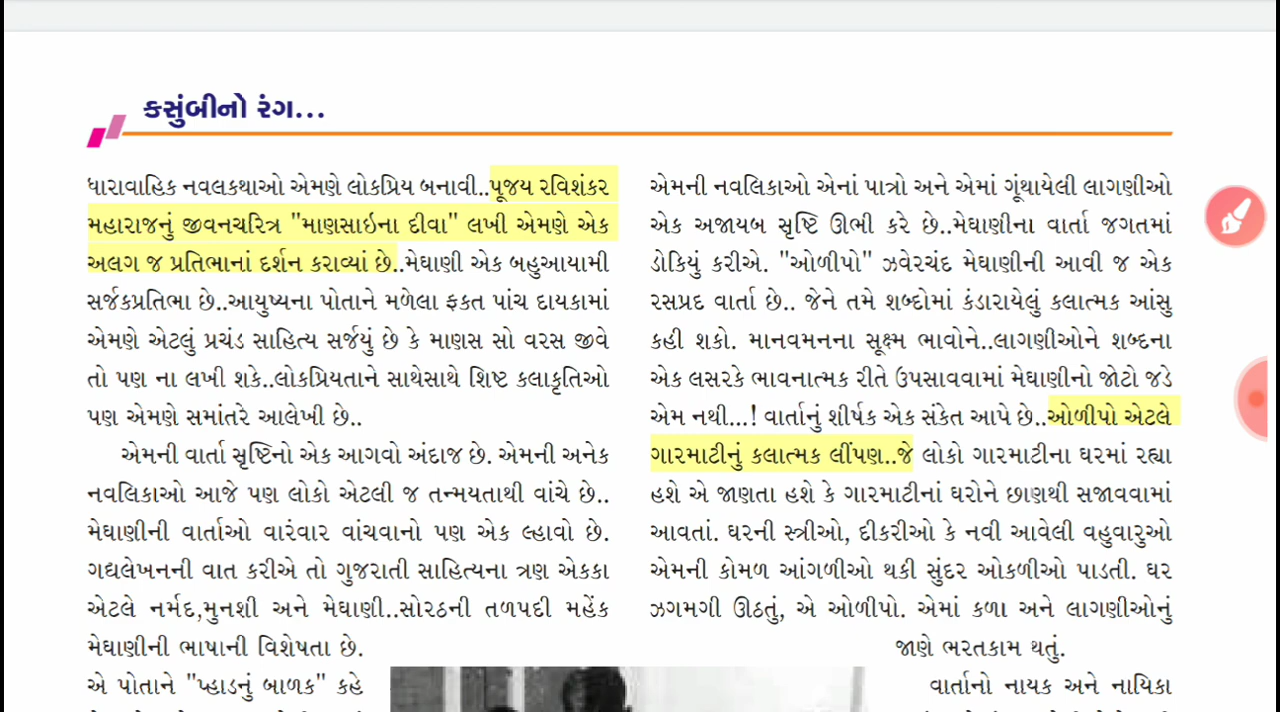 કસુંબીનો રંગ...
ધારાવાહિક નવલકથાઓ એમણે લોકપ્રિય બનાવી..પૂજય રવિશંકર
મહારાજનું જીવનચરિત્ર "માણસાઇના દીવા" લખી એમણે એક
અલગ જ પ્રતિભાનાં દર્શન કરાવ્યાં છે..મેઘાણી એક બહુઆયામી
સર્જકપ્રતિભા છે..આયુષ્યના પોતાને મળેલા ફકત પાંચ દાયકામાં
એમણે એટલું પ્રચંડ સાહિત્ય સર્જયું છે કે માણસ સો વરસ જીવે
તો પણ ના લખી શકે..લોકપ્રિયતાને સાથેસાથે શિષ્ટ કલાકૃતિઓ
પણ એમણે સમાંતરે આલેખી છે..
એમની વાર્તા સૃષ્ટિનો એક આગવો અંદાજ છે. એમની અનેક
નવલિકાઓ આજે પણ લોકો એટલી જ તન્મયતાથી વાંચે છે..
મેઘાણીની વાર્તાઓ વારંવાર વાંચવાનો પણ એક લ્હાવો છે.
ગદ્યલેખનની વાત કરીએ તો ગુજરાતી સાહિત્યના ત્રણ એકકા
એટલે નર્મદ,મુનશી અને મેઘાણી..સોરઠની તળપદી મહેંક
મેઘાણીની ભાષાની વિશેષતા છે.
એ પોતાને "પ્હાડનું બાળક" કહે
એમની નવલિકાઓ એનાં પાત્રો અને એમાં ગૂંથાયેલી લાગણીઓ
એક અજાયબ સૃષ્ટિ ઊભી કરે છે..મેઘાણીના વાર્તા જગતમાં
ડોકિયું કરીએ. "ઓળીપો" ઝવેરચંદ મેઘાણીની આવી જ એક
રસપ્રદ વાર્તા છે.. જેને તમે શબ્દોમાં કંડારાયેલું કલાત્મક આંસુ
કહી શકો. માનવમનના સૂક્ષ્મ ભાવોને..લાગણીઓને શબ્દના
એક લસરકે ભાવનાત્મક રીતે ઉપસાવવામાં મેઘાણીનો જોટો જડે
એમ નથી...! વાર્તાનું શીર્ષક એક સંકેત આપે છે..ઓળીપો એટલે
ગારમાટીનું કલાત્મક લીંપણ..જે લોકો ગારમાટીના ઘરમાં રહ્યા
હશે એ જાણતા હશે કે ગારમાટીનાં ઘરોને છાણથી સજાવવામાં
આવતાં. ઘરની સ્ત્રીઓ, દીકરીઓ કે નવી આવેલી વહુવારુઓ
એમની કોમળ આંગળીઓ થકી સુંદર ઓકળીઓ પાડતી. ઘર
ઝગમગી ઊઠતું, એ ઓળીપો. એમાં કળા અને લાગણીઓનું
જાણે ભરતકામ થતું.
વાર્તાનો નાયક અને નાયિકા